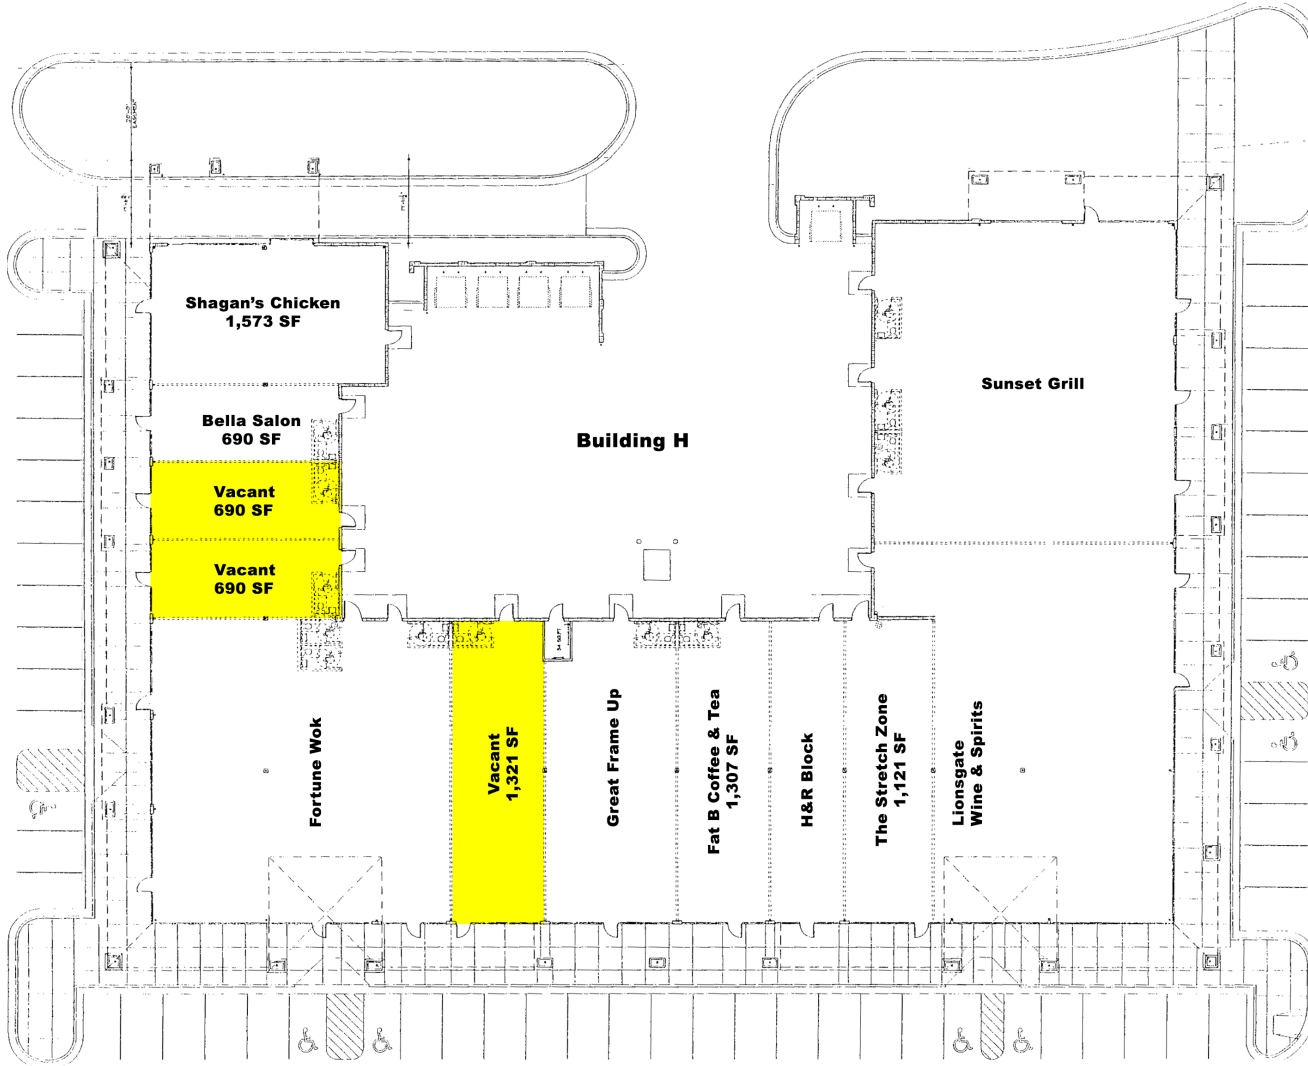 Shagan's Chicken
1,573 SF
Bella Salon
690 SF
Vacant
690 SF
Vacant
690 SF
Building H
Sunset Grill
Fortune Wok
Vacant
1,321 SF
Great Frame Up
Fat B Coffee & Tea
1,307 SF
H&R Block
The Stretch Zone
1,121 SF
Lionsgate
Wine & Spirits